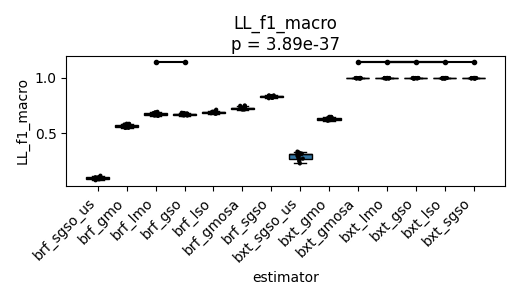 LL_f1_macro
p = 3.89e-37
LL_f1_macro
1.0
0.5
brf_sgso_us
brf_gmo
brf_lmo
brf_gso
brf_lso
brf_gmosa
brf_sgso
bxt_sgso_us
bxt_gmo
bxt_gmosa
bxt_lmo
bxt_gso
bxt_lso
bxt_sgso
estimator